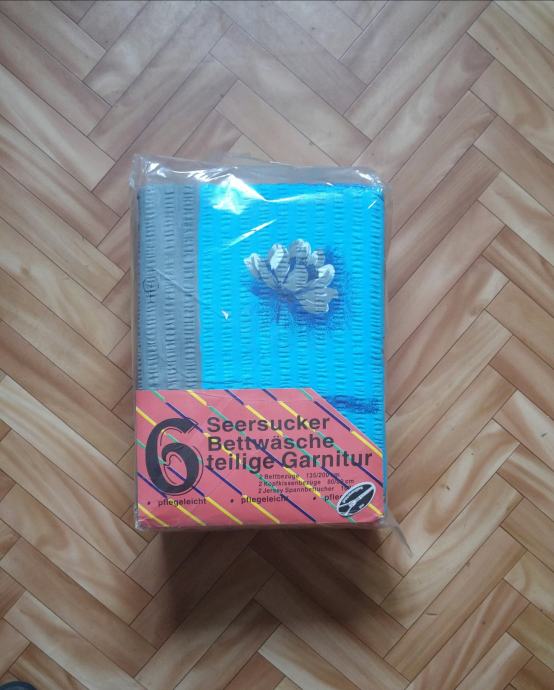 6 Seersucker
Bettwäsche
teilige Garnitur
2 Bettbezüge 135/200 cm
2 Kopfkissenbezüge 80/80 cm
2 Jersey Spannbettücher
• pflegeleicht • pflegeleicht •